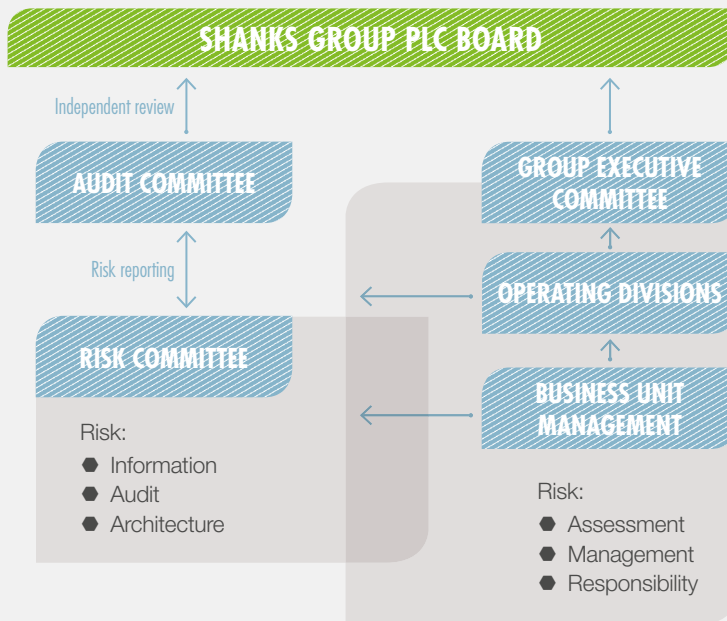 SHANKS GROUP PLC BOARD
Independent review
AUDIT COMMITTEE
Risk reporting
RISK COMMITTEE
Risk:
Information
Audit
Architecture
GROUP EXECUTIVE
COMMITTEE
OPERATING DIVISIONS
BUSINESS UNIT
MANAGEMENT
Risk:
Assessment
Management
Responsibility